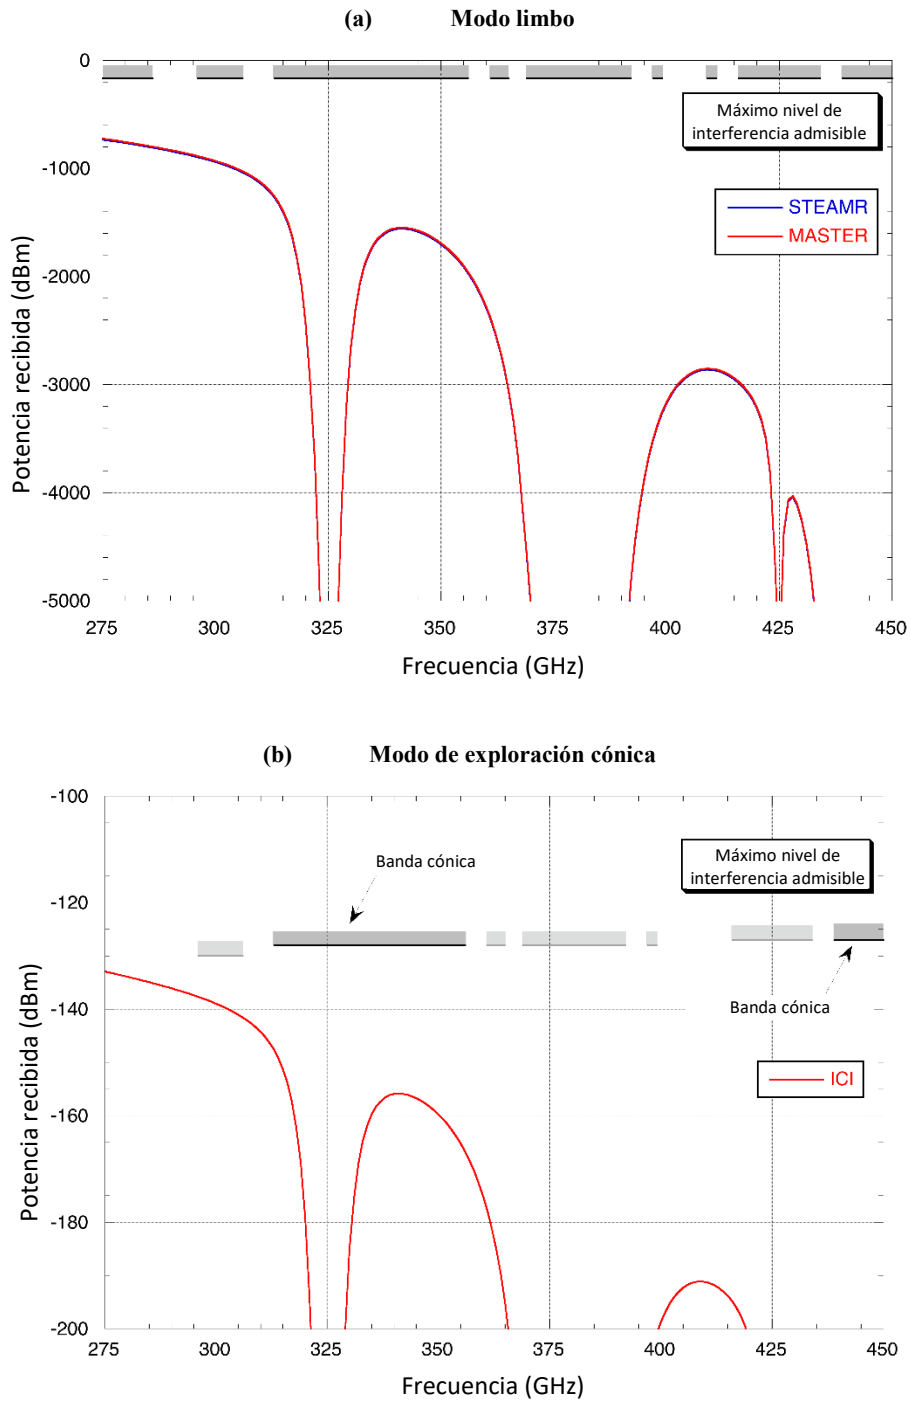 (a) Modo limbo
0
-1000
-2000
-3000
-4000
-5000
Potencia recibida (dBm)
Máximo nivel de
interferencia admisible
STEAMR
MASTER
275 300 325 350 375 400 425 450
Frecuencia (GHz)
(b) Modo de exploración cónica
-100
-120
-140
-160
-180
-200
Potencia recibida (dBm)
Banda cónica
Máximo nivel de
interferencia admisible
Banda cónica
ICI
275 300 325 350 375 400 425 450
Frecuencia (GHz)